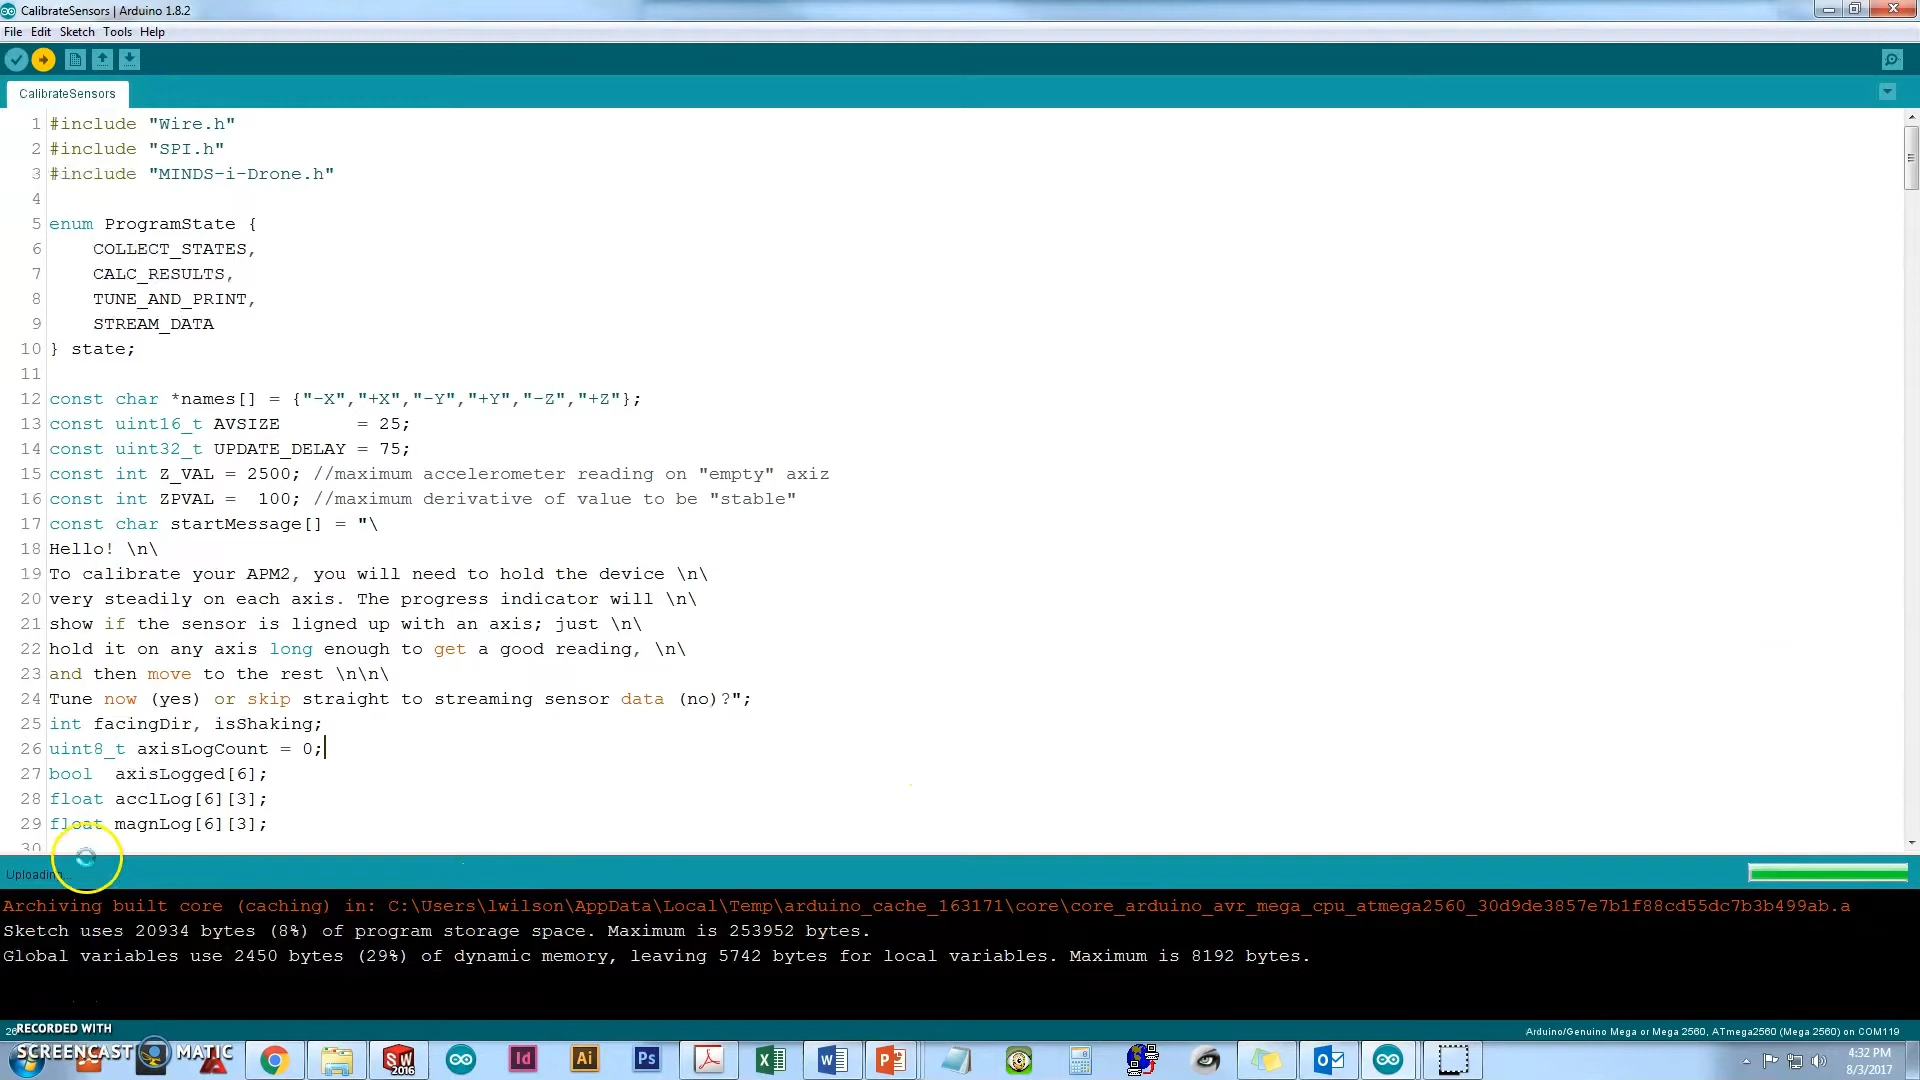 CalibrateSensors | Arduino 1.8.2
File Edit Sketch Tools Help
CalibrateSensors
1 #include "Wire.h"
2 #include "SPI.h"
3 #include "MINDS-i-Drone.h"
4
5 enum ProgramState {
6 COLLECT_STATES,
7 CALC_RESULTS,
8 TUNE_AND_PRINT,
9 STREAM_DATA
10 } state;
11
12 const char *names[] = {"-X","+X","-Y","+Y","-Z","+Z"};
13 const uint16_t AVSIZE = 25;
14 const uint32_t UPDATE_DELAY = 75;
15 const int Z_VAL = 2500; //maximum accelerometer reading on "empty" axiz
16 const int ZPVAL = 100; //maximum derivative of value to be "stable"
17 const char startMessage[] = "\
18 Hello! \n\
19 To calibrate your APM2, you will need to hold the device \n\
20 very steadily on each axis. The progress indicator will \n\
21 show if the sensor is ligned up with an axis; just \n\
22 hold it on any axis long enough to get a good reading, \n\
23 and then move to the rest \n\n\
24 Tune now (yes) or skip straight to streaming sensor data (no)?";
25 int facingDir, isShaking;
26 uint8_t axisLogCount = 0;
27 bool axisLogged[6];
28 float acclLog[6][3];
29 float magnLog[6][3];
30
Uploading...
Archiving built core (caching) in: C:\Users\lwilson\AppData\Local\Temp\arduino_cache_163171\core\core_arduino_avr_mega_cpu_atmega2560_30d9de3857e7b1f88cd55dc7b3b499ab.a
Sketch uses 20934 bytes (8%) of program storage space. Maximum is 253952 bytes.
Global variables use 2450 bytes (29%) of dynamic memory, leaving 5742 bytes for local variables. Maximum is 8192 bytes.
26
Arduino/Genuino Mega or Mega 2560, ATmega2560 (Mega 2560) on COM119
RECORDED WITH
SCREENCAST MATIC
SW
2016
Id
Ai
Ps
4:32 PM
8/3/2017